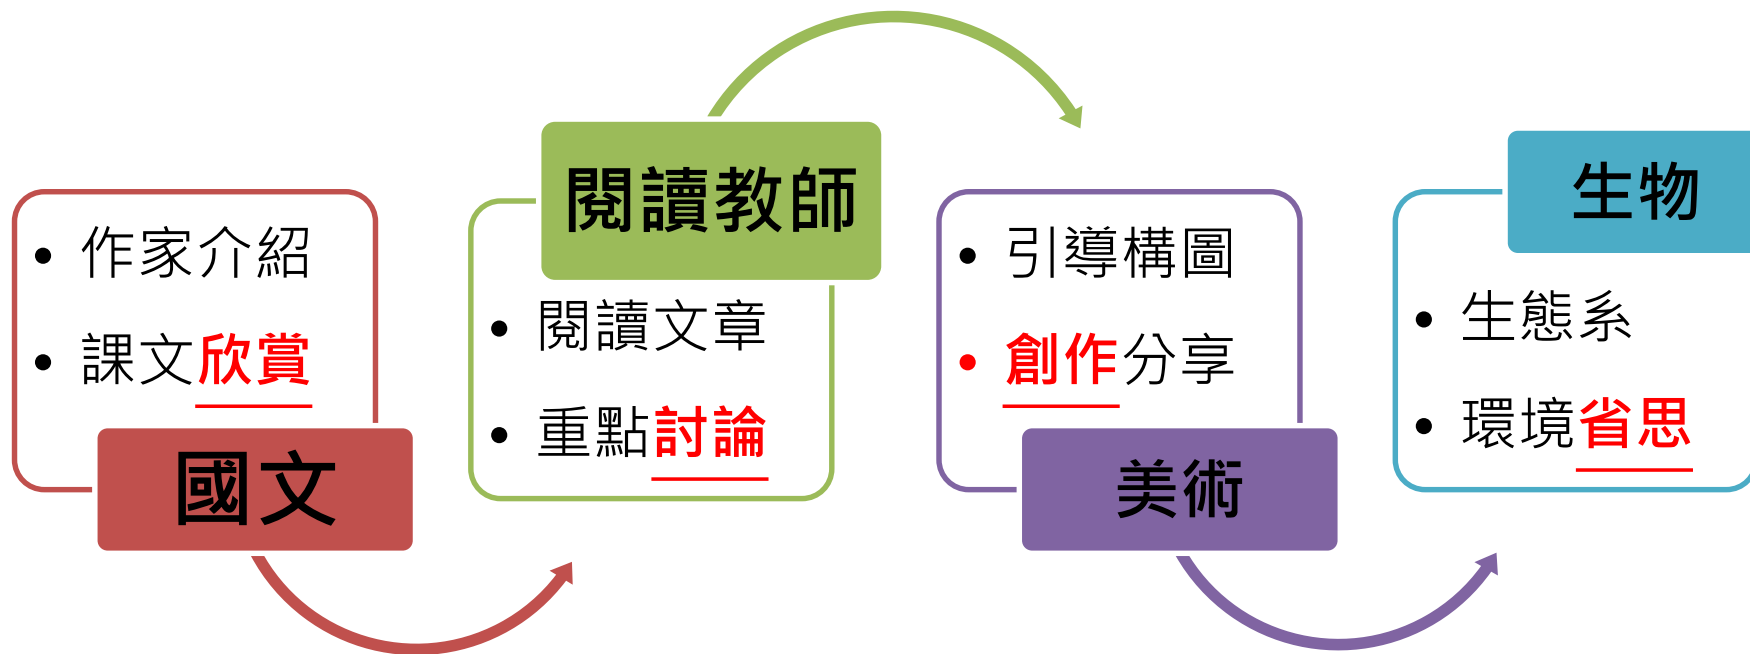 作家介紹
課文欣賞
國文
閱讀教師
閱讀文章
重點討論
引導構圖
創作分享
美術
生物
生態系
環境省思